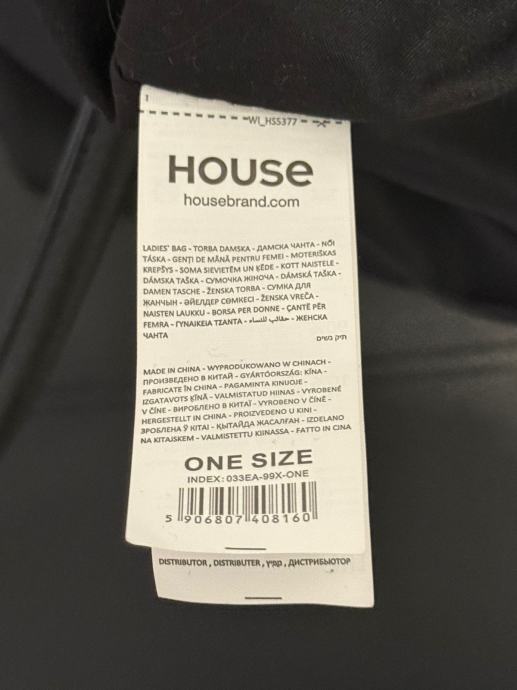 1
WI_HS5377
HOUSE
housebrand.com
LADIES' BAG - TORBA DAMSKA - ДАМСКА ЧАНТА - NŐI
TÁSKA - GENȚI DE MÂNĂ PENTRU FEMEI - MOTERIŠKAS
KREPŠYS - SOMA SIEVIETĒM UN ĶĒDE - KOTT NAISTELE -
DÁMSKA TAŠKA - СУМОЧКА ЖІНОЧА - DÁMSKÁ TAŠKA -
DAMEN TASCHE - ŽENSKA TORBA - СУМКА ДЛЯ
ЖАНЧЫН - ӘЙЕЛДЕР СӨМКЕСІ - ŽENSKA VREČA -
NAISTEN LAUKKU - BORSA PER DONNE - ÇANTË PËR
FEMRA - ΓΥΝΑΙΚΕΙΑ ΤΖΑΝΤΑ - حقائب للنساء - ЖЕНСКА
ЧАНТА
תיק נשים
MADE IN CHINA - WYPRODUKOWANO W CHINACH -
ПРОИЗВЕДЕНО В КИТАЙ - GYÁRTÓORSZÁG: KÍNA -
FABRICATE ÎN CHINA - PAGAMINTA KINIJOJE -
IZGATAVOTS ĶĪNĀ - VALMISTATUD HIINAS - VYROBENÉ
V ČÍNE - ВИРОБЛЕНО В КИТАЇ - VYROBENO V ČÍNĚ -
HERGESTELLT IN CHINA - PROIZVEDENO U KINI -
ЗРОБЛЕНА Ў КІТАІ - ҚЫТАЙДА ЖАСАЛҒАН - IZDELANO
NA KITAJSKEM - VALMISTETTU KIINASSA - FATTO IN CINA
ONE SIZE
INDEX: 033EA-99X-ONE
5 906807 408160
DISTRIBUTOR , DISTRIBUTER , מפיץ , ДИСТРИБЬЮТОР